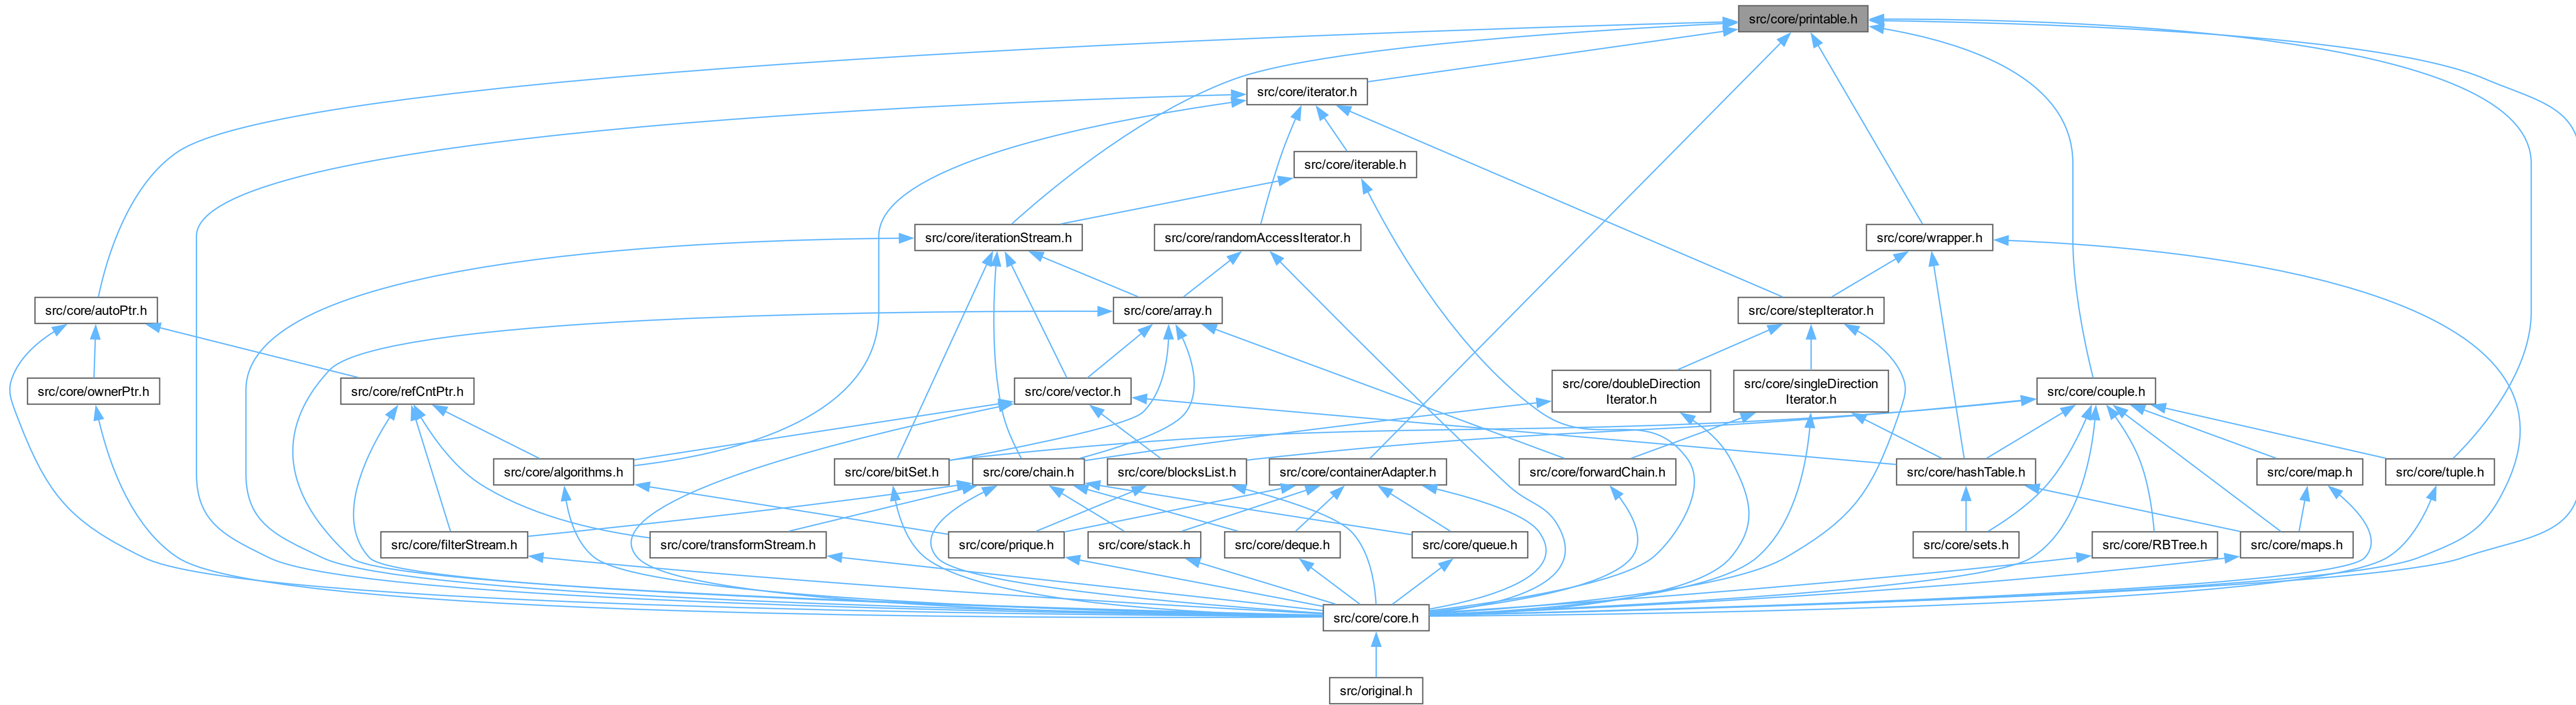 src/core/printable.h
src/core/iterator.h
src/core/iterable.h
src/core/iterationStream.h
src/core/randomAccessIterator.h
src/core/wrapper.h
src/core/autoPtr.h
src/core/array.h
src/core/stepIterator.h
src/core/ownerPtr.h
src/core/refCntPtr.h
src/core/vector.h
src/core/doubleDirection
Iterator.h
src/core/singleDirection
Iterator.h
src/core/couple.h
src/core/algorithms.h
src/core/bitSet.h
src/core/chain.h
src/core/blocksList.h
src/core/containerAdapter.h
src/core/forwardChain.h
src/core/hashTable.h
src/core/map.h
src/core/tuple.h
src/core/filterStream.h
src/core/transformStream.h
src/core/prique.h
src/core/stack.h
src/core/deque.h
src/core/queue.h
src/core/sets.h
src/core/RBTree.h
src/core/maps.h
src/core/core.h
src/original.h